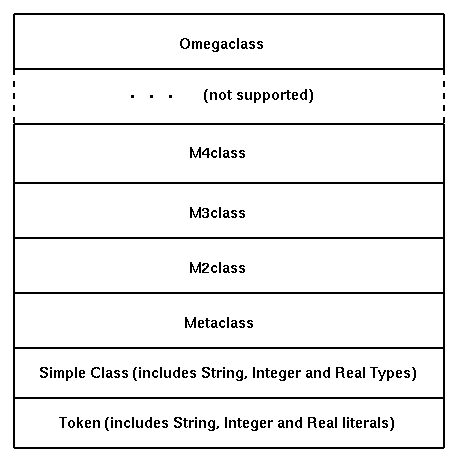 Omegaclass
. . . (not supported)
M4class
M3class
M2class
Metaclass
Simple Class (includes String, Integer and Real Types)
Token (includes String, Integer and Real literals)